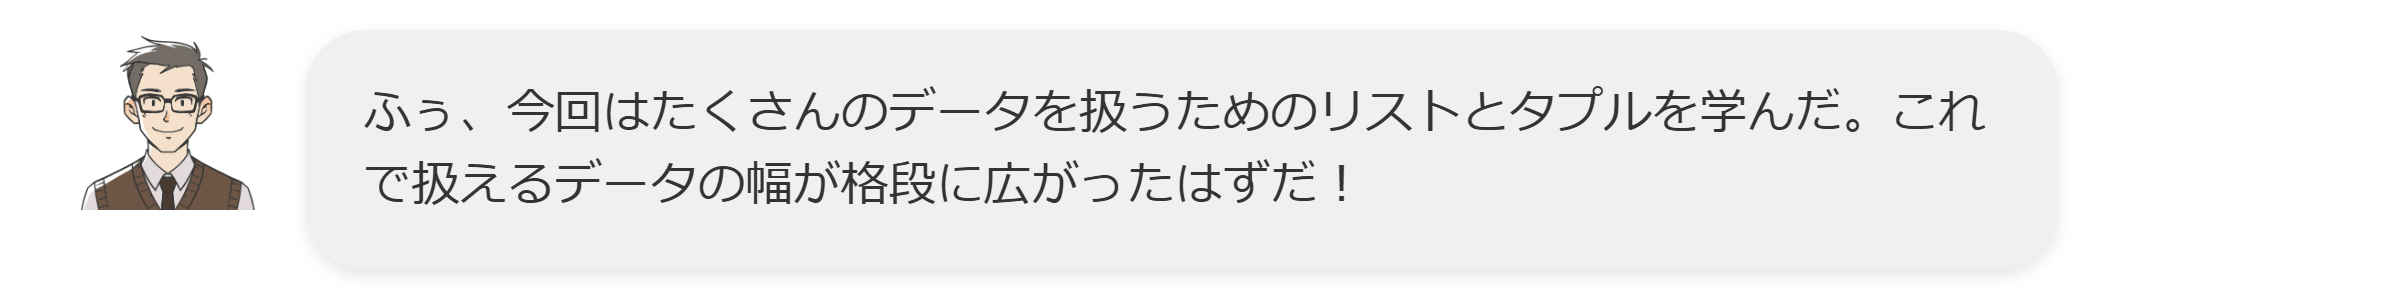 ふぅ、今回はたくさんのデータを扱うためのリストとタプルを学んだ。これ
で扱えるデータの幅が格段に広がったはずだ！